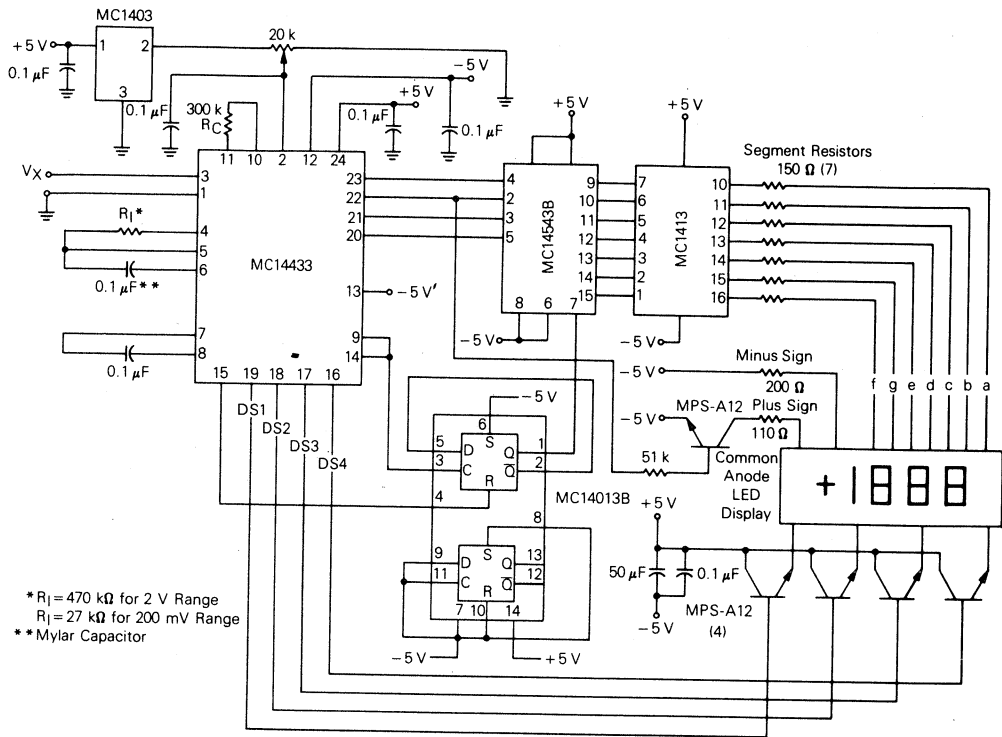 MC1403
+5 V
1
2
3
0.1 µF
20 k
0.1 µF
−5 V
+5 V
0.1 µF
0.1 µF
300 k
RC
11 10 2 12 24
VX
3
1
RI*
4
5
6
0.1 µF**
7
8
0.1 µF
MC14433
23
22
21
20
13
−5 V'
9
14
15 19 18 17 16
DS1
DS2
DS3
DS4
+5 V
4
2
3
5
MC14543B
9
10
11
12
13
14
15
8 6 7
−5 V
+5 V
7
6
5
4
3
2
1
MC1413
10
11
12
13
14
15
16
−5 V
Segment Resistors
150 Ω (7)
Minus Sign
−5 V
200 Ω
MPS-A12
Plus Sign
−5 V
110 Ω
51 k
f g e d c b a
Common
Anode
LED
Display
+1888
−5 V
6
5 D S Q 1
3 C Q 2
R
4
MC14013B
8
9 D S Q 13
11 C Q 12
R
7 10 14
−5 V
+5 V
+5 V
50 µF
0.1 µF
−5 V
MPS-A12
(4)
*RI = 470 kΩ for 2 V Range
RI = 27 kΩ for 200 mV Range
**Mylar Capacitor